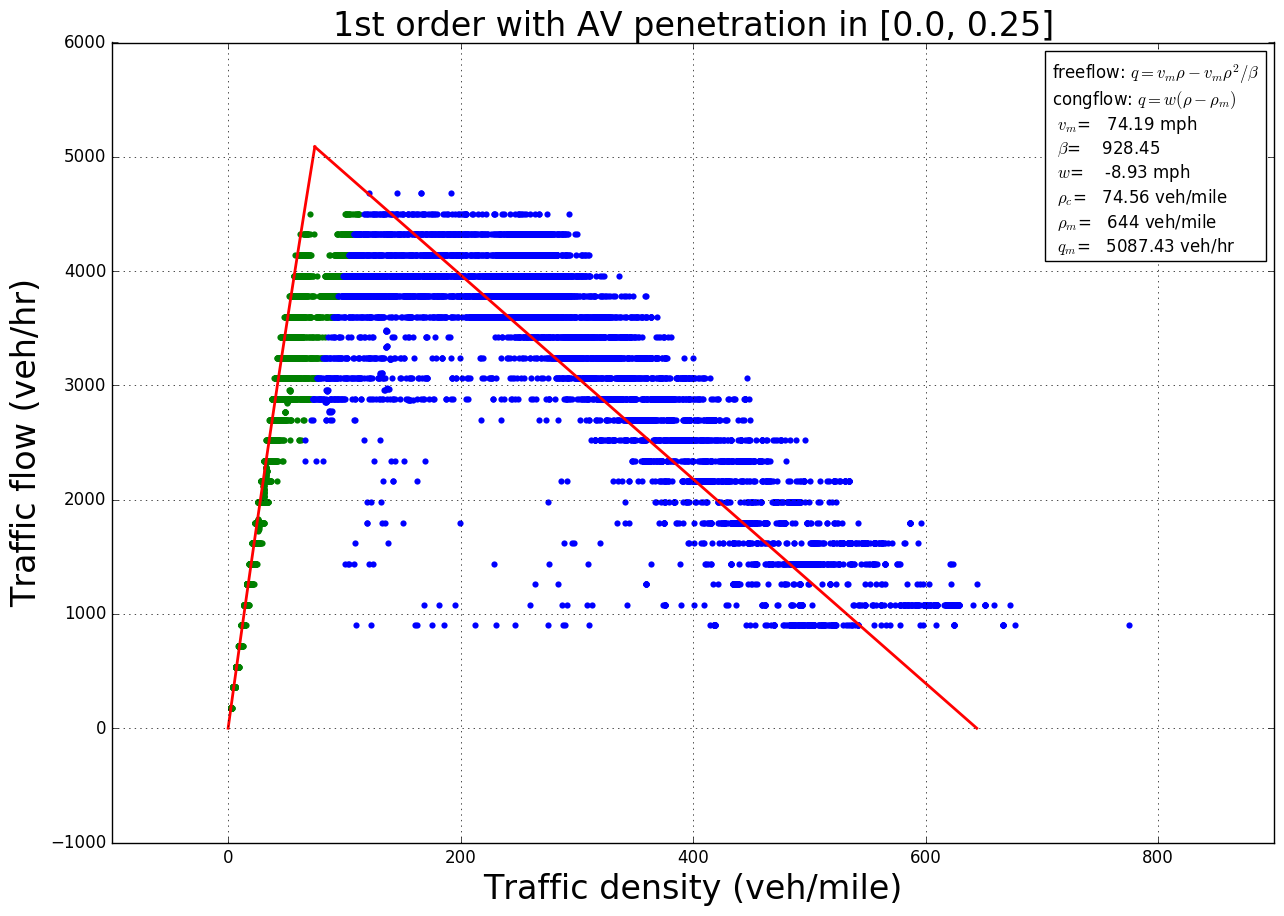 1st order with AV penetration in [0.0, 0.25]
6000
5000
4000
3000
2000
1000
0
−1000
Traffic flow (veh/hr)
freeflow: q = v_m ρ − v_m ρ²/β
congflow: q = w(ρ − ρ_m)
v_m= 74.19 mph
β= 928.45
w= -8.93 mph
ρ_c= 74.56 veh/mile
ρ_m= 644 veh/mile
q_m= 5087.43 veh/hr
0 200 400 600 800
Traffic density (veh/mile)